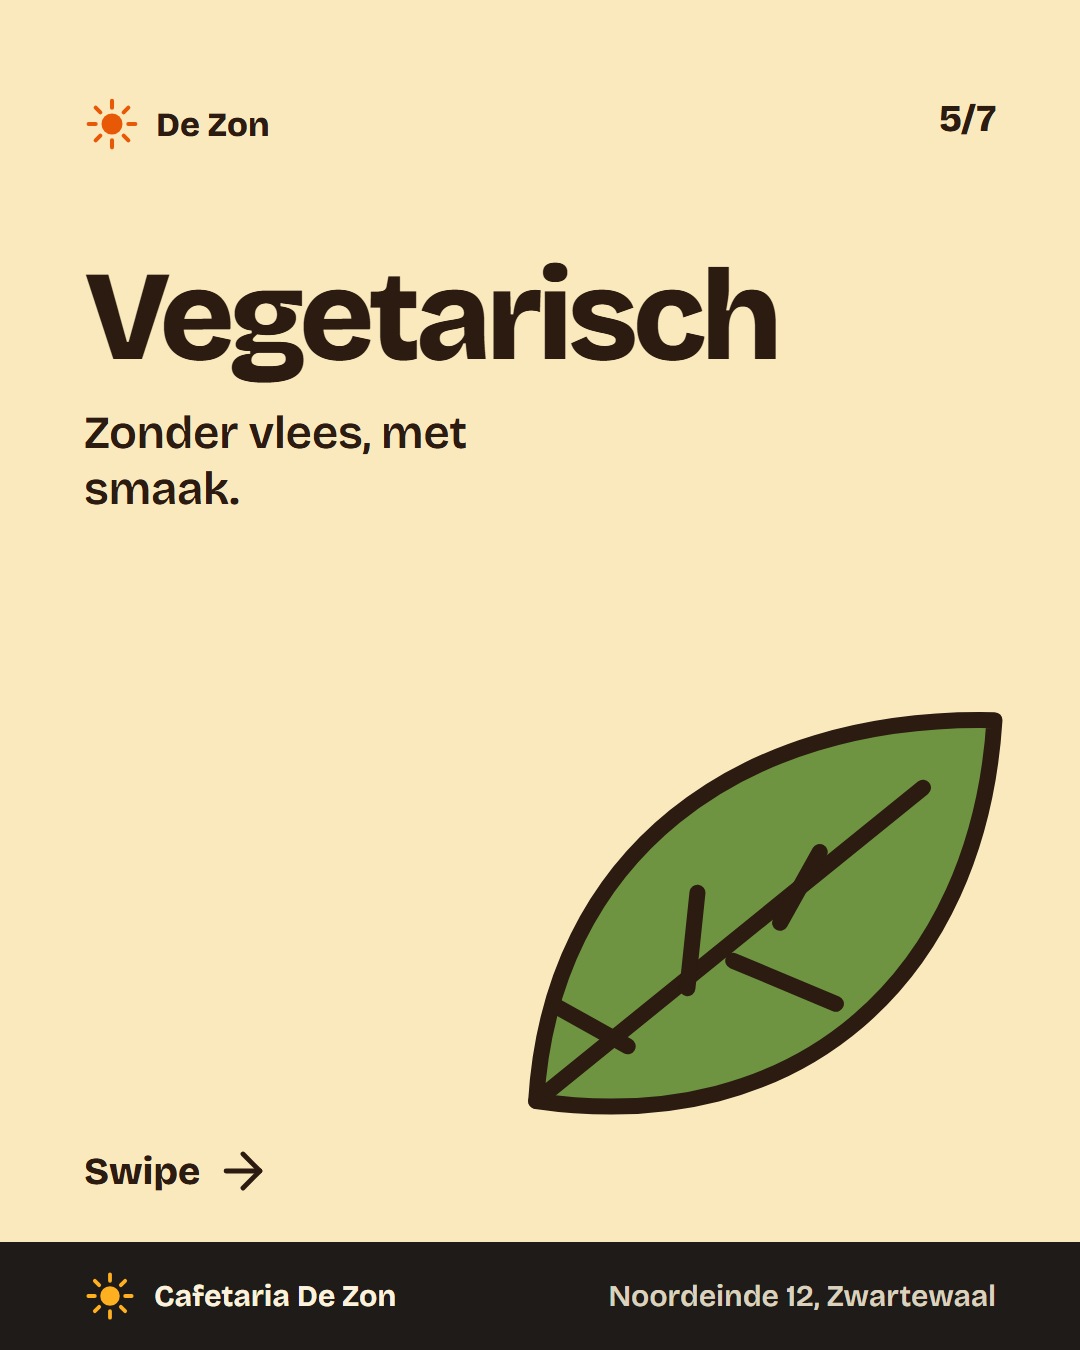 De Zon
5/7
Vegetarisch
Zonder vlees, met
smaak.
Swipe
Cafetaria De Zon
Noordeinde 12, Zwartewaal